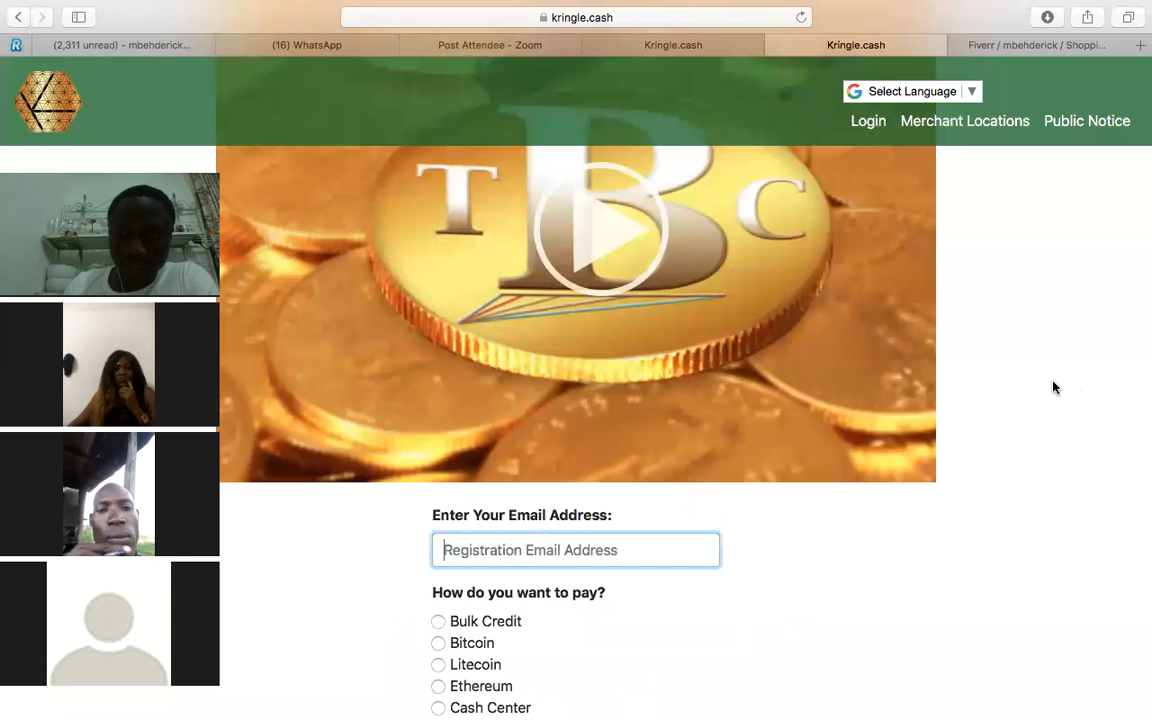 kringle.cash
(2,311 unread) - mbehderick...
(16) WhatsApp
Post Attendee - Zoom
Kringle.cash
Kringle.cash
Fiverr / mbehderick / Shoppi...
Select Language
Login
Merchant Locations
Public Notice
T B C
Enter Your Email Address:
Registration Email Address
How do you want to pay?
Bulk Credit
Bitcoin
Litecoin
Ethereum
Cash Center